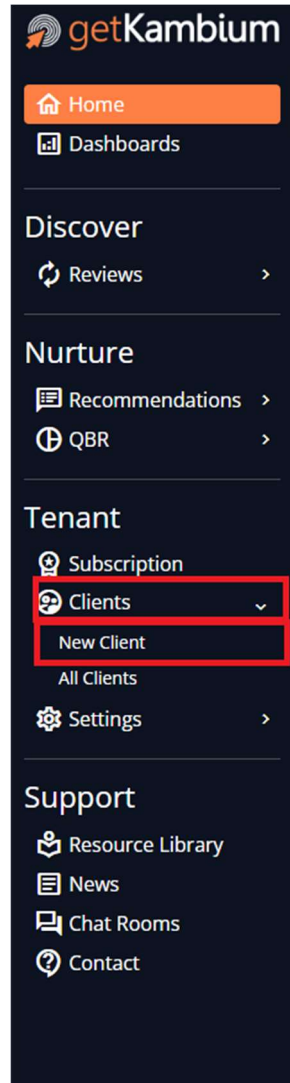 getKambium
Home
Dashboards
Discover
Reviews
Nurture
Recommendations
QBR
Tenant
Subscription
Clients
New Client
All Clients
Settings
Support
Resource Library
News
Chat Rooms
Contact